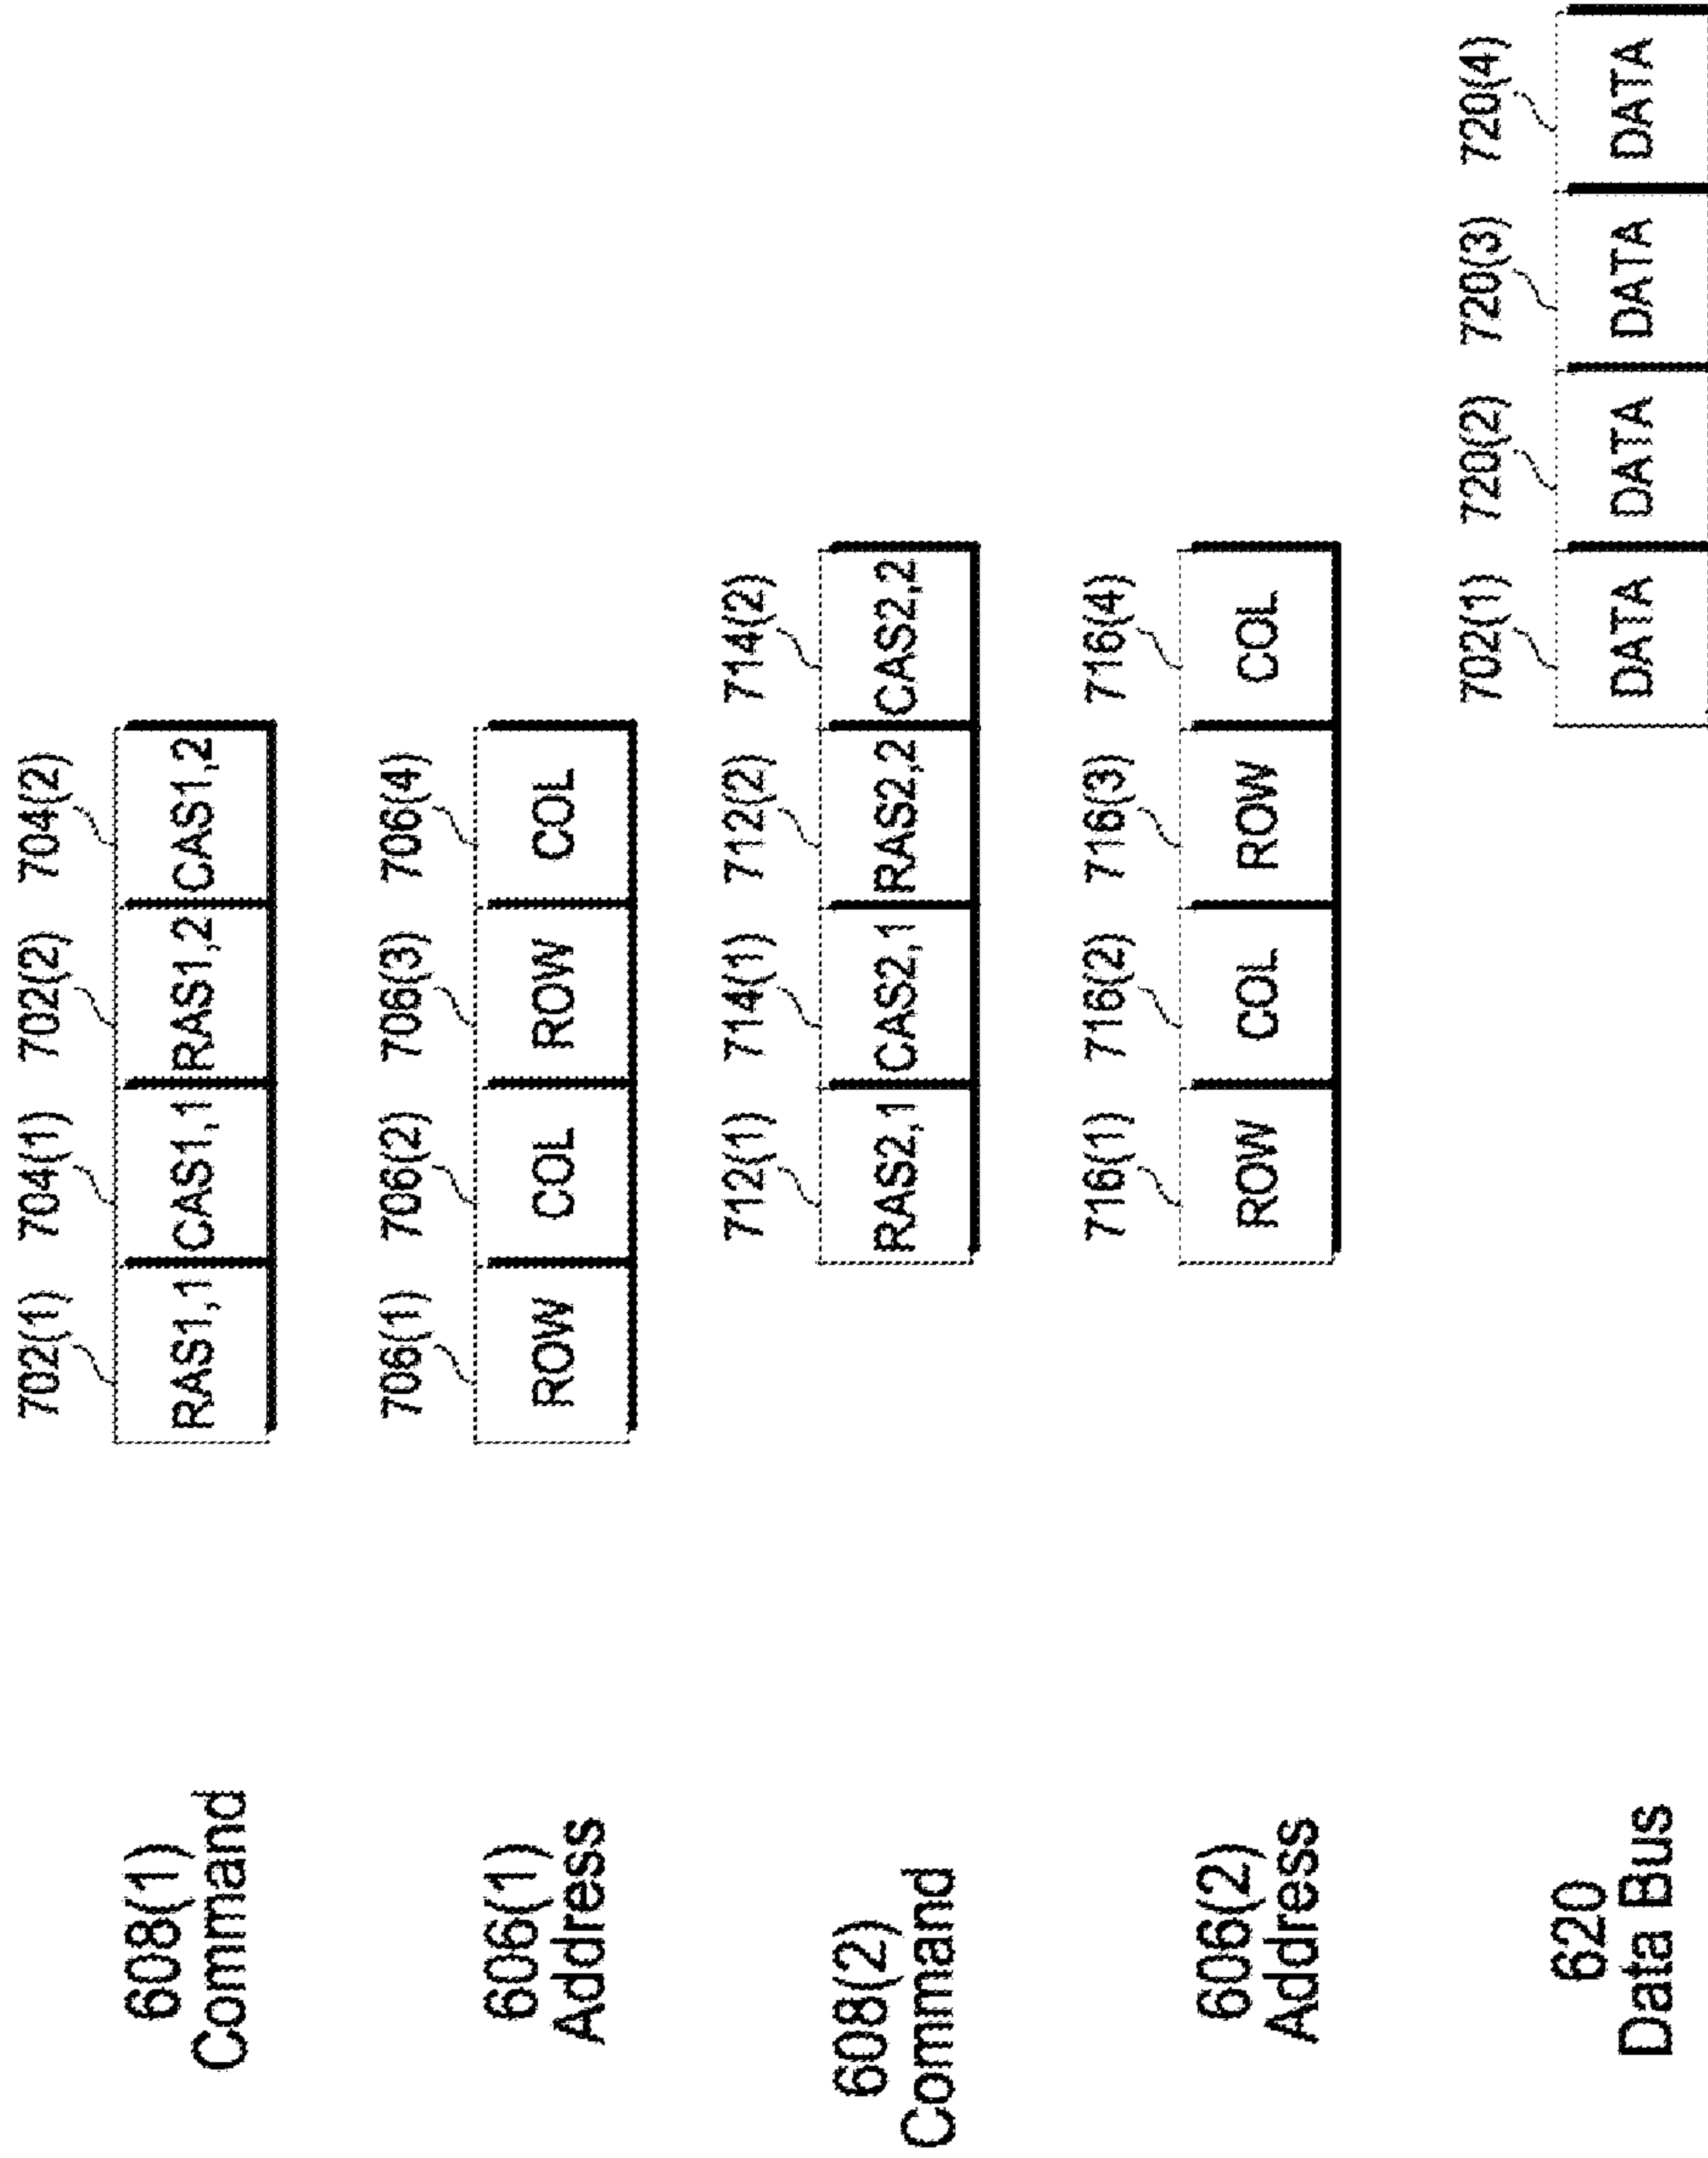 702(1) 704(1) 702(2) 704(2)
608(1)
Command
RAS1,1 CAS1,1 RAS1,2 CAS1,2
706(1) 706(2) 706(3) 706(4)
606(1)
Address
ROW COL ROW COL
712(1) 714(1) 712(2) 714(2)
608(2)
Command
RAS2,1 CAS2,1 RAS2,2 CAS2,2
716(1) 716(2) 716(3) 716(4)
606(2)
Address
ROW COL ROW COL
702(1) 720(2) 720(3) 720(4)
620
Data Bus
DATA DATA DATA DATA